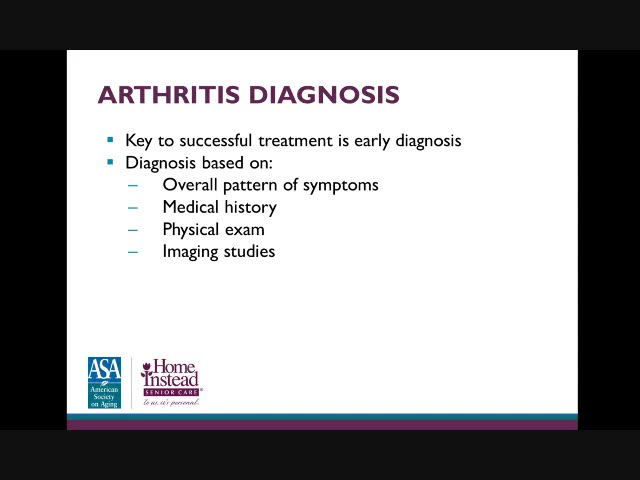 ARTHRITIS DIAGNOSIS
▪ Key to successful treatment is early diagnosis
▪ Diagnosis based on:
– Overall pattern of symptoms
– Medical history
– Physical exam
– Imaging studies
ASA
American
Society
on Aging
Home
Instead
SENIOR CARE
to us, it's personal.